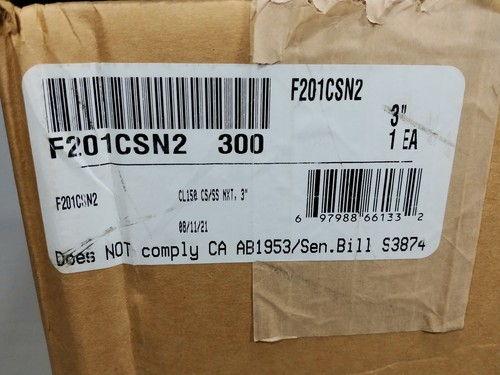 F201CSN2
3"
1 EA
F201CSN2 300
F201CSN2 CL150 CS/SS NXT, 3"
08/11/21
6 97988 66133 2
Does NOT comply CA AB1953/Sen.Bill S3874